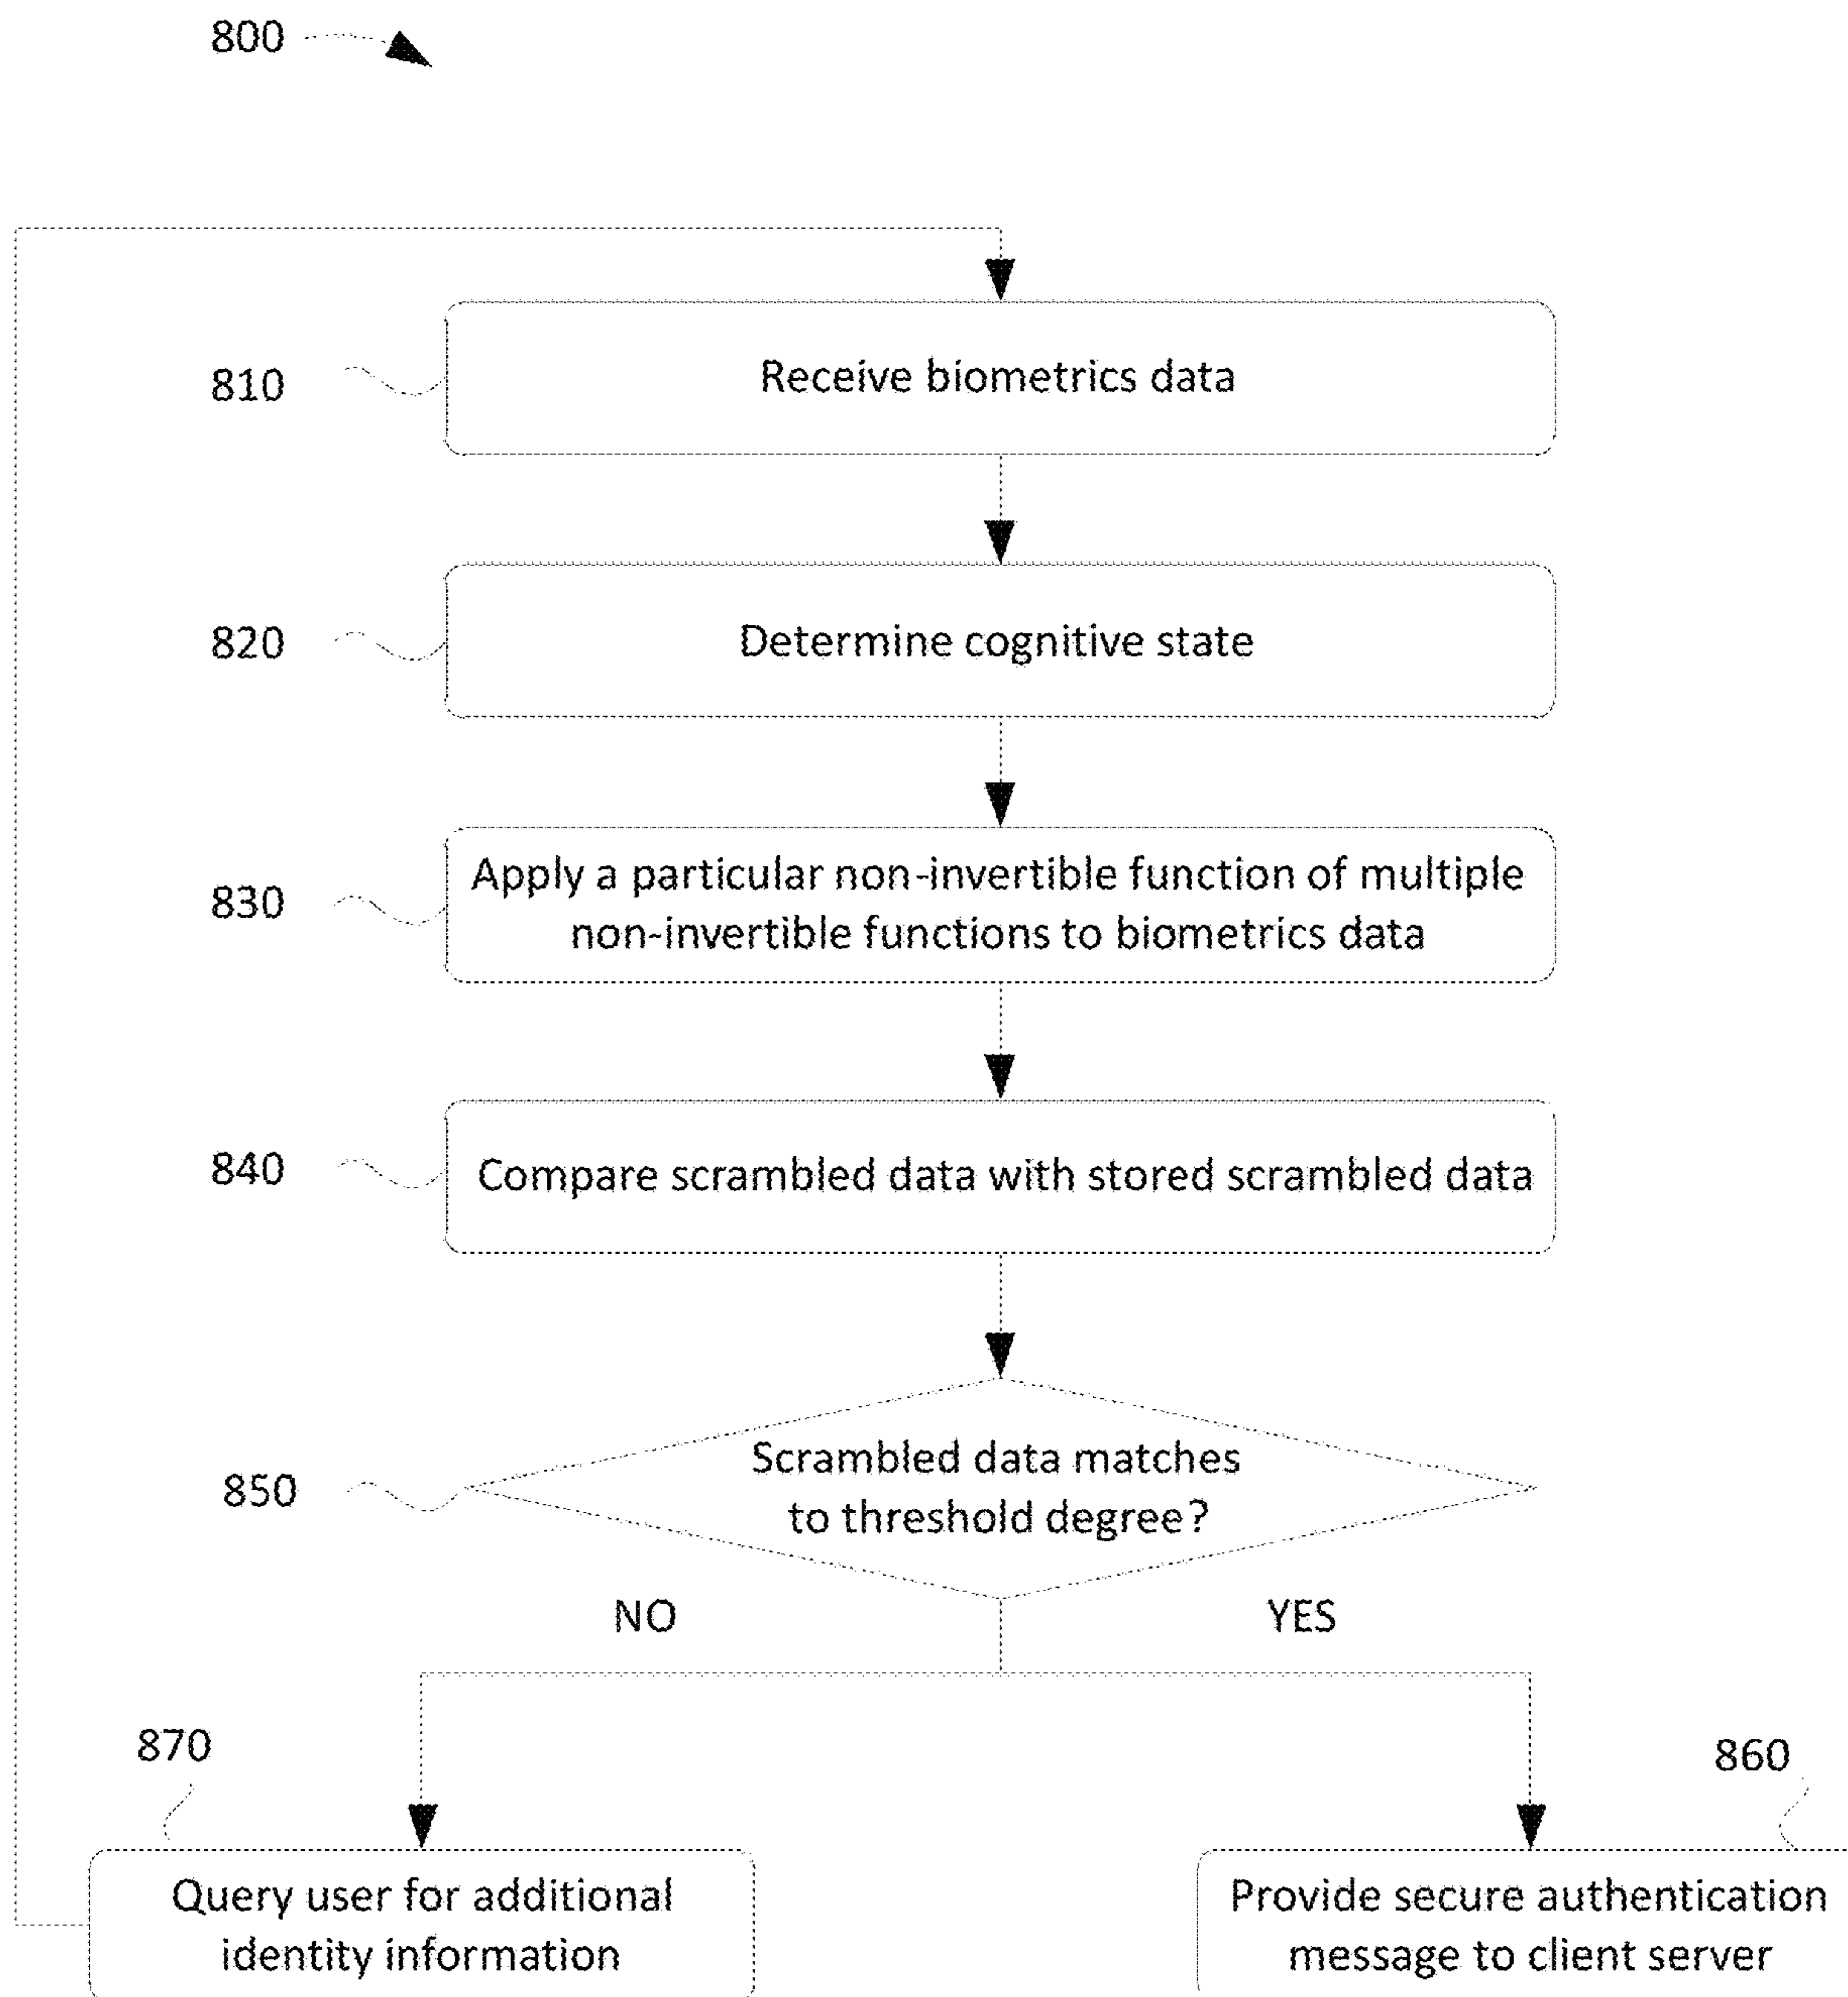 800
810
Receive biometrics data
820
Determine cognitive state
830
Apply a particular non-invertible function of multiple
non-invertible functions to biometrics data
840
Compare scrambled data with stored scrambled data
850
Scrambled data matches
to threshold degree?
NO
YES
870
860
Query user for additional
identity information
Provide secure authentication
message to client server